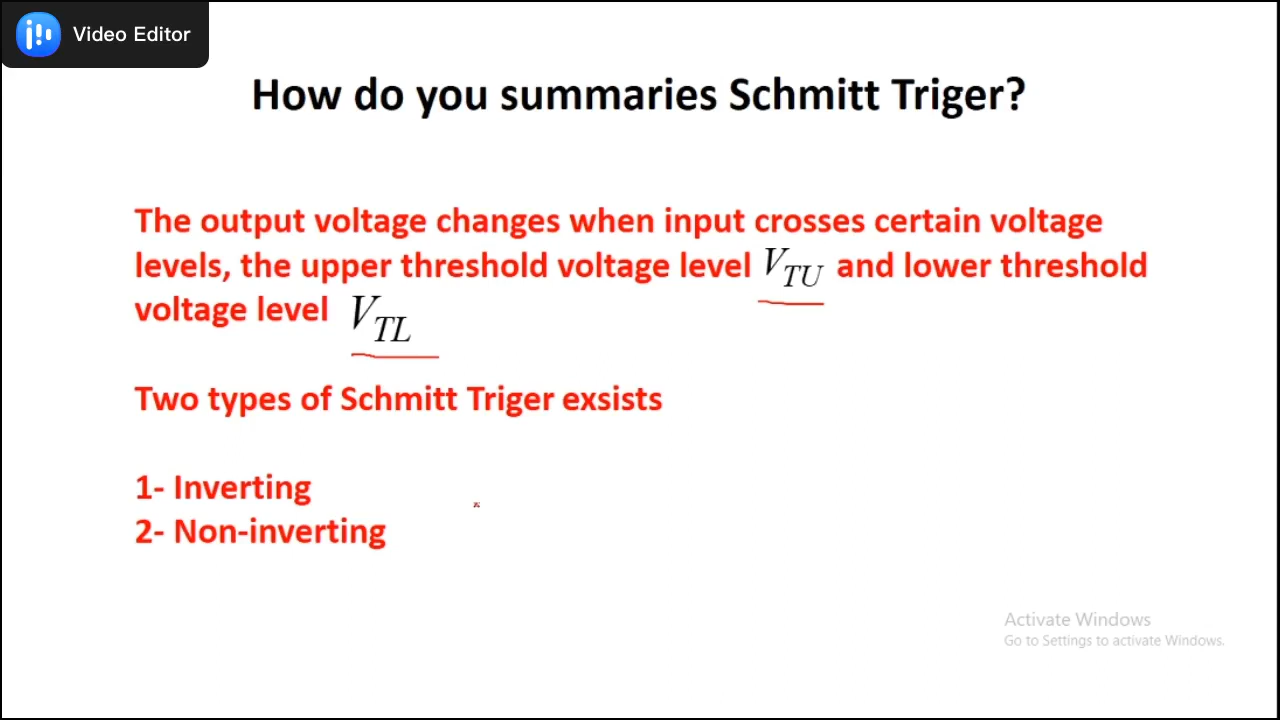 Video Editor
How do you summaries Schmitt Triger?
The output voltage changes when input crosses certain voltage
levels, the upper threshold voltage level V_TU and lower threshold
voltage level V_TL
Two types of Schmitt Triger exsists
1- Inverting
2- Non-inverting
Activate Windows
Go to Settings to activate Windows.